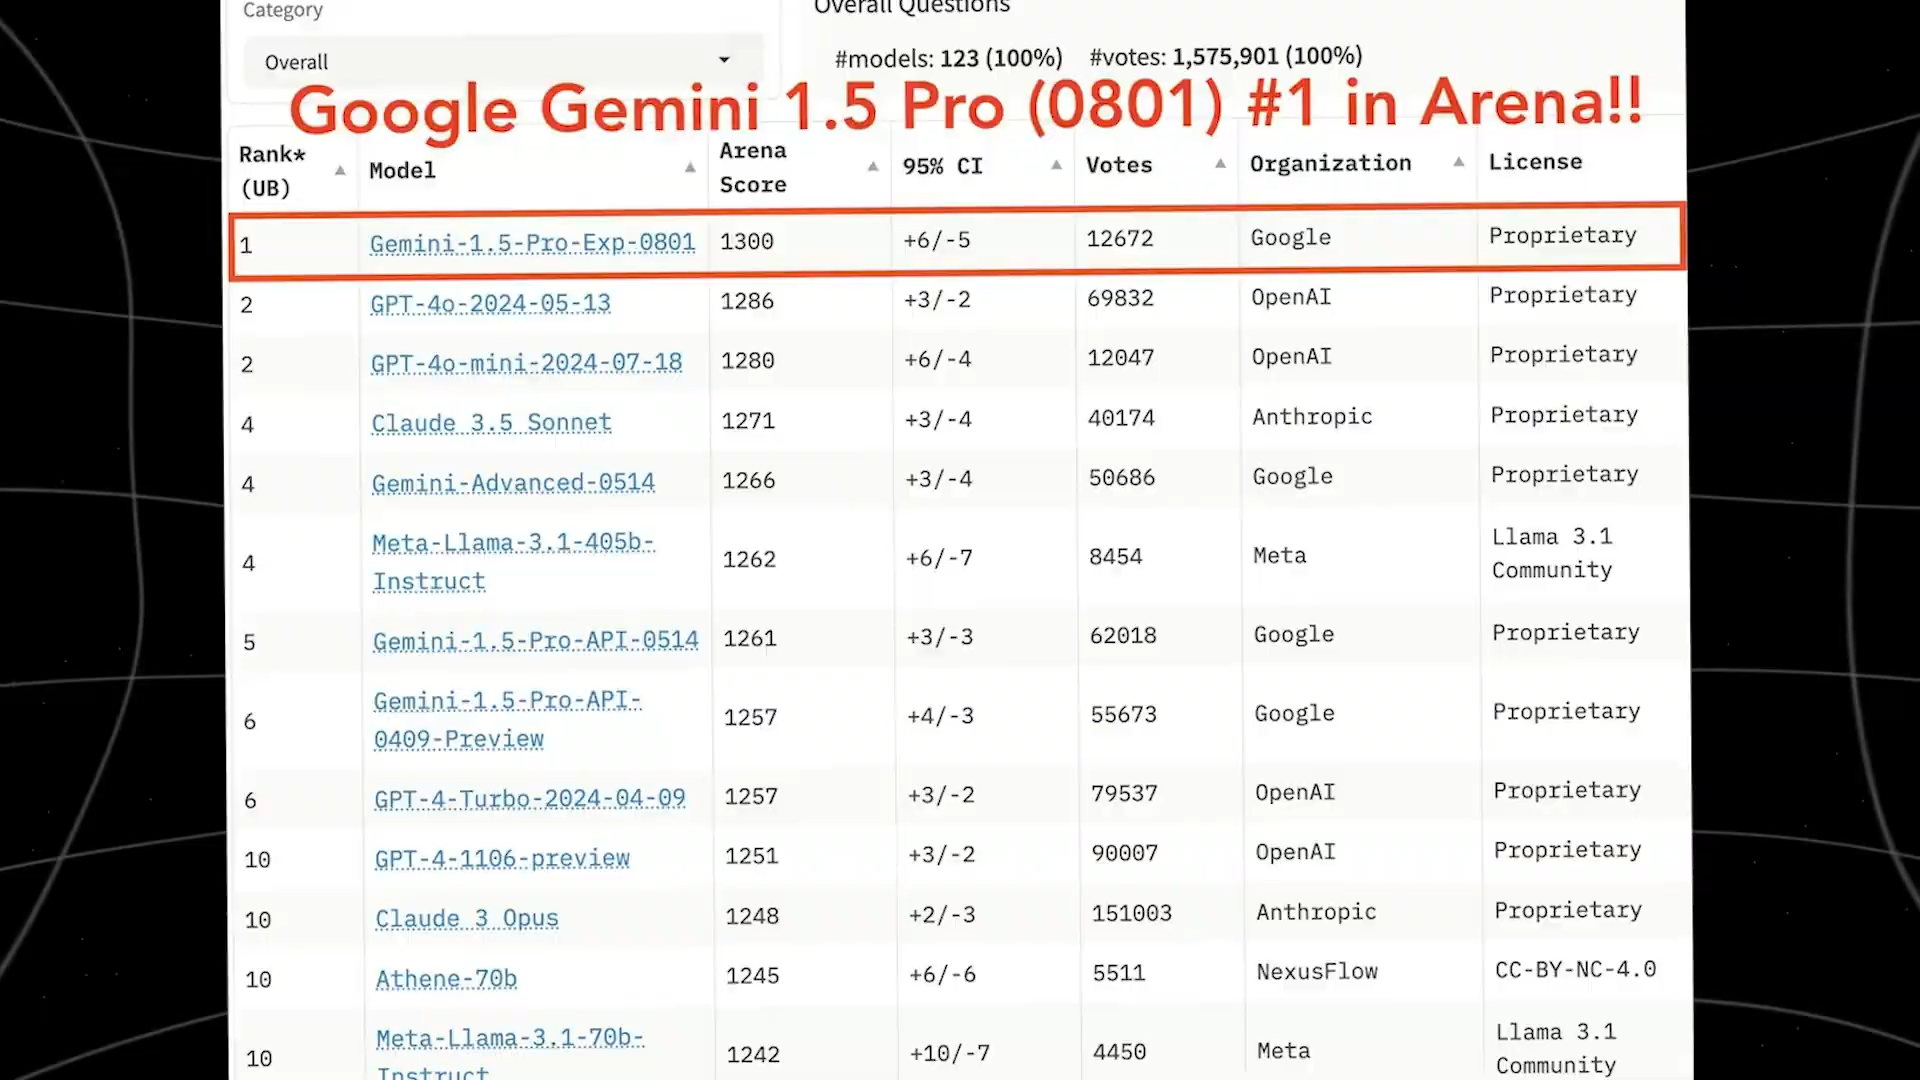 Category
Overall Questions
Overall
#models: 123 (100%) #votes: 1,575,901 (100%)
Google Gemini 1.5 Pro (0801) #1 in Arena!!
Rank* (UB) Model Arena Score 95% CI Votes Organization License
1 Gemini-1.5-Pro-Exp-0801 1300 +6/-5 12672 Google Proprietary
2 GPT-4o-2024-05-13 1286 +3/-2 69832 OpenAI Proprietary
2 GPT-4o-mini-2024-07-18 1280 +6/-4 12047 OpenAI Proprietary
4 Claude 3.5 Sonnet 1271 +3/-4 40174 Anthropic Proprietary
4 Gemini-Advanced-0514 1266 +3/-4 50686 Google Proprietary
4 Meta-Llama-3.1-405b-Instruct 1262 +6/-7 8454 Meta Llama 3.1 Community
5 Gemini-1.5-Pro-API-0514 1261 +3/-3 62018 Google Proprietary
6 Gemini-1.5-Pro-API-0409-Preview 1257 +4/-3 55673 Google Proprietary
6 GPT-4-Turbo-2024-04-09 1257 +3/-2 79537 OpenAI Proprietary
10 GPT-4-1106-preview 1251 +3/-2 90007 OpenAI Proprietary
10 Claude 3 Opus 1248 +2/-3 151003 Anthropic Proprietary
10 Athene-70b 1245 +6/-6 5511 NexusFlow CC-BY-NC-4.0
10 Meta-Llama-3.1-70b-Instruct 1242 +10/-7 4450 Meta Llama 3.1 Community